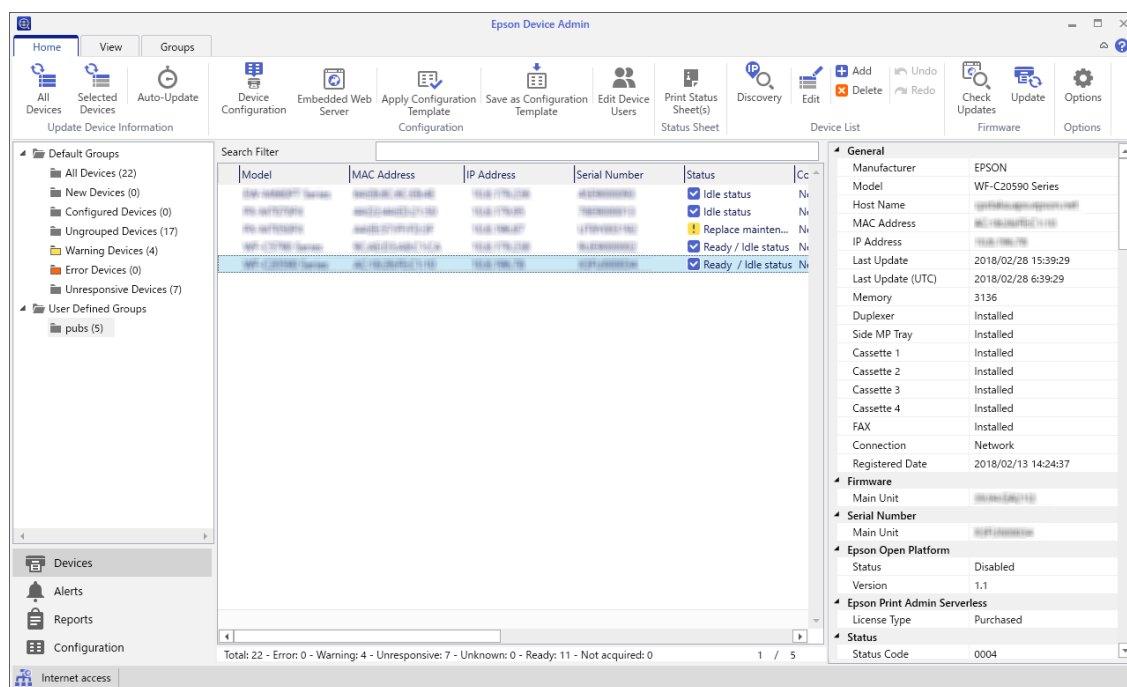 Epson Device Admin
Home View Groups
All Devices
Selected Devices
Auto-Update
Update Device Information
Device Configuration
Embedded Web Server
Apply Configuration Template
Save as Configuration Template
Edit Device Users
Configuration
Print Status Sheet(s)
Status Sheet
IP
Discovery
Edit
Add
Delete
Undo
Redo
Device List
Check Updates
Update
Firmware
Options
Options
Default Groups
All Devices (22)
New Devices (0)
Configured Devices (0)
Ungrouped Devices (17)
Warning Devices (4)
Error Devices (0)
Unresponsive Devices (7)
User Defined Groups
pubs (5)
Devices
Alerts
Reports
Configuration
Search Filter
Model MAC Address IP Address Serial Number Status
Idle status
Idle status
Replace mainten...
Ready / Idle status
Ready / Idle status
Total: 22 - Error: 0 - Warning: 4 - Unresponsive: 7 - Unknown: 0 - Ready: 11 - Not acquired: 0 1 / 5
General
Manufacturer EPSON
Model WF-C20590 Series
Host Name
MAC Address
IP Address
Last Update 2018/02/28 15:39:29
Last Update (UTC) 2018/02/28 6:39:29
Memory 3136
Duplexer Installed
Side MP Tray Installed
Cassette 1 Installed
Cassette 2 Installed
Cassette 3 Installed
Cassette 4 Installed
FAX Installed
Connection Network
Registered Date 2018/02/13 14:24:37
Firmware
Main Unit
Serial Number
Main Unit
Epson Open Platform
Status Disabled
Version 1.1
Epson Print Admin Serverless
License Type Purchased
Status
Status Code 0004
Internet access